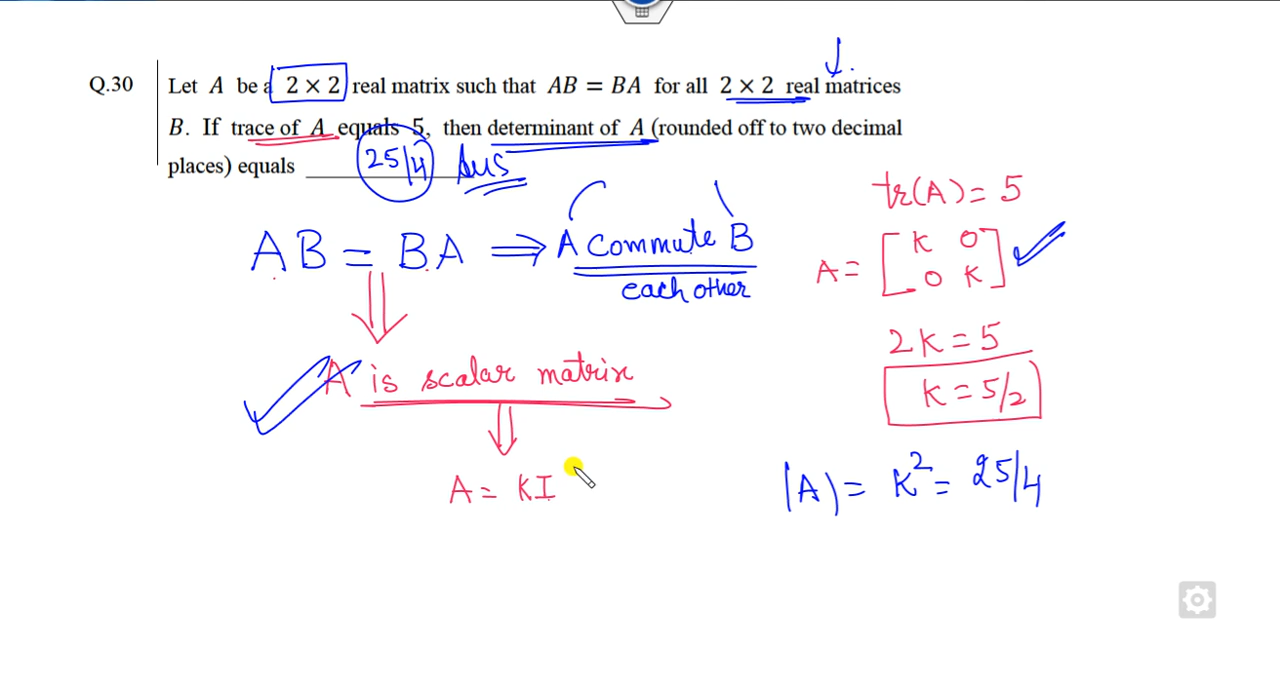 Q.30 Let A be a 2 × 2 real matrix such that AB = BA for all 2 × 2 real matrices
B. If trace of A equals 5, then determinant of A (rounded off to two decimal
places) equals ____________ 25/4 Ans
AB = BA ⟹ A Commute B
each other
A is scalar matrix
A = KI
tr(A) = 5
A = [K 0
0 K]
2K = 5
K = 5/2
|A| = K² = 25/4